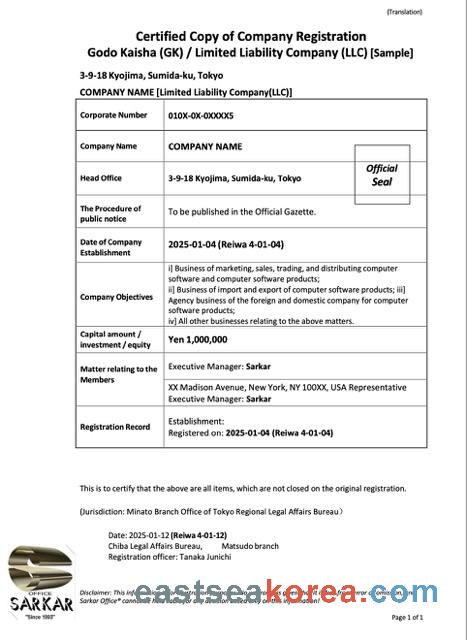 (Translation)
Certified Copy of Company Registration
Godo Kaisha (GK) / Limited Liability Company (LLC) [Sample]
3-9-18 Kyojima, Sumida-ku, Tokyo
COMPANY NAME [Limited Liability Company(LLC)]
Corporate Number 010X-0X-0XXXX5
Company Name COMPANY NAME
Official
Seal
Head Office 3-9-18 Kyojima, Sumida-ku, Tokyo
The Procedure of
public notice
To be published in the Official Gazette.
Date of Company
Establishment
2025-01-04 (Reiwa 4-01-04)
Company Objectives
i] Business of marketing, sales, trading, and distributing computer
software and computer software products;
ii] Business of import and export of computer software products; iii]
Agency business of the foreign and domestic company for computer
software products;
iv] All other businesses relating to the above matters.
Capital amount /
investment / equity
Yen 1,000,000
Matter relating to the
Members
Executive Manager: Sarkar
XX Madison Avenue, New York, NY 100XX, USA Representative
Executive Manager: Sarkar
Registration Record
Establishment:
Registered on: 2025-01-04 (Reiwa 4-01-04)
This is to certify that the above are all items, which are not closed on the original registration.
(Jurisdiction: Minato Branch Office of Tokyo Regional Legal Affairs Bureau）
Date: 2025-01-12 (Reiwa 4-01-12)
Chiba Legal Affairs Bureau, Matsudo branch
Registration officer: Tanaka Junichi
OFFICE
SARKAR
"Since 1993"
eastseakorea.com
Disclaimer: This
Sarkar Office*
Page 1 of 1